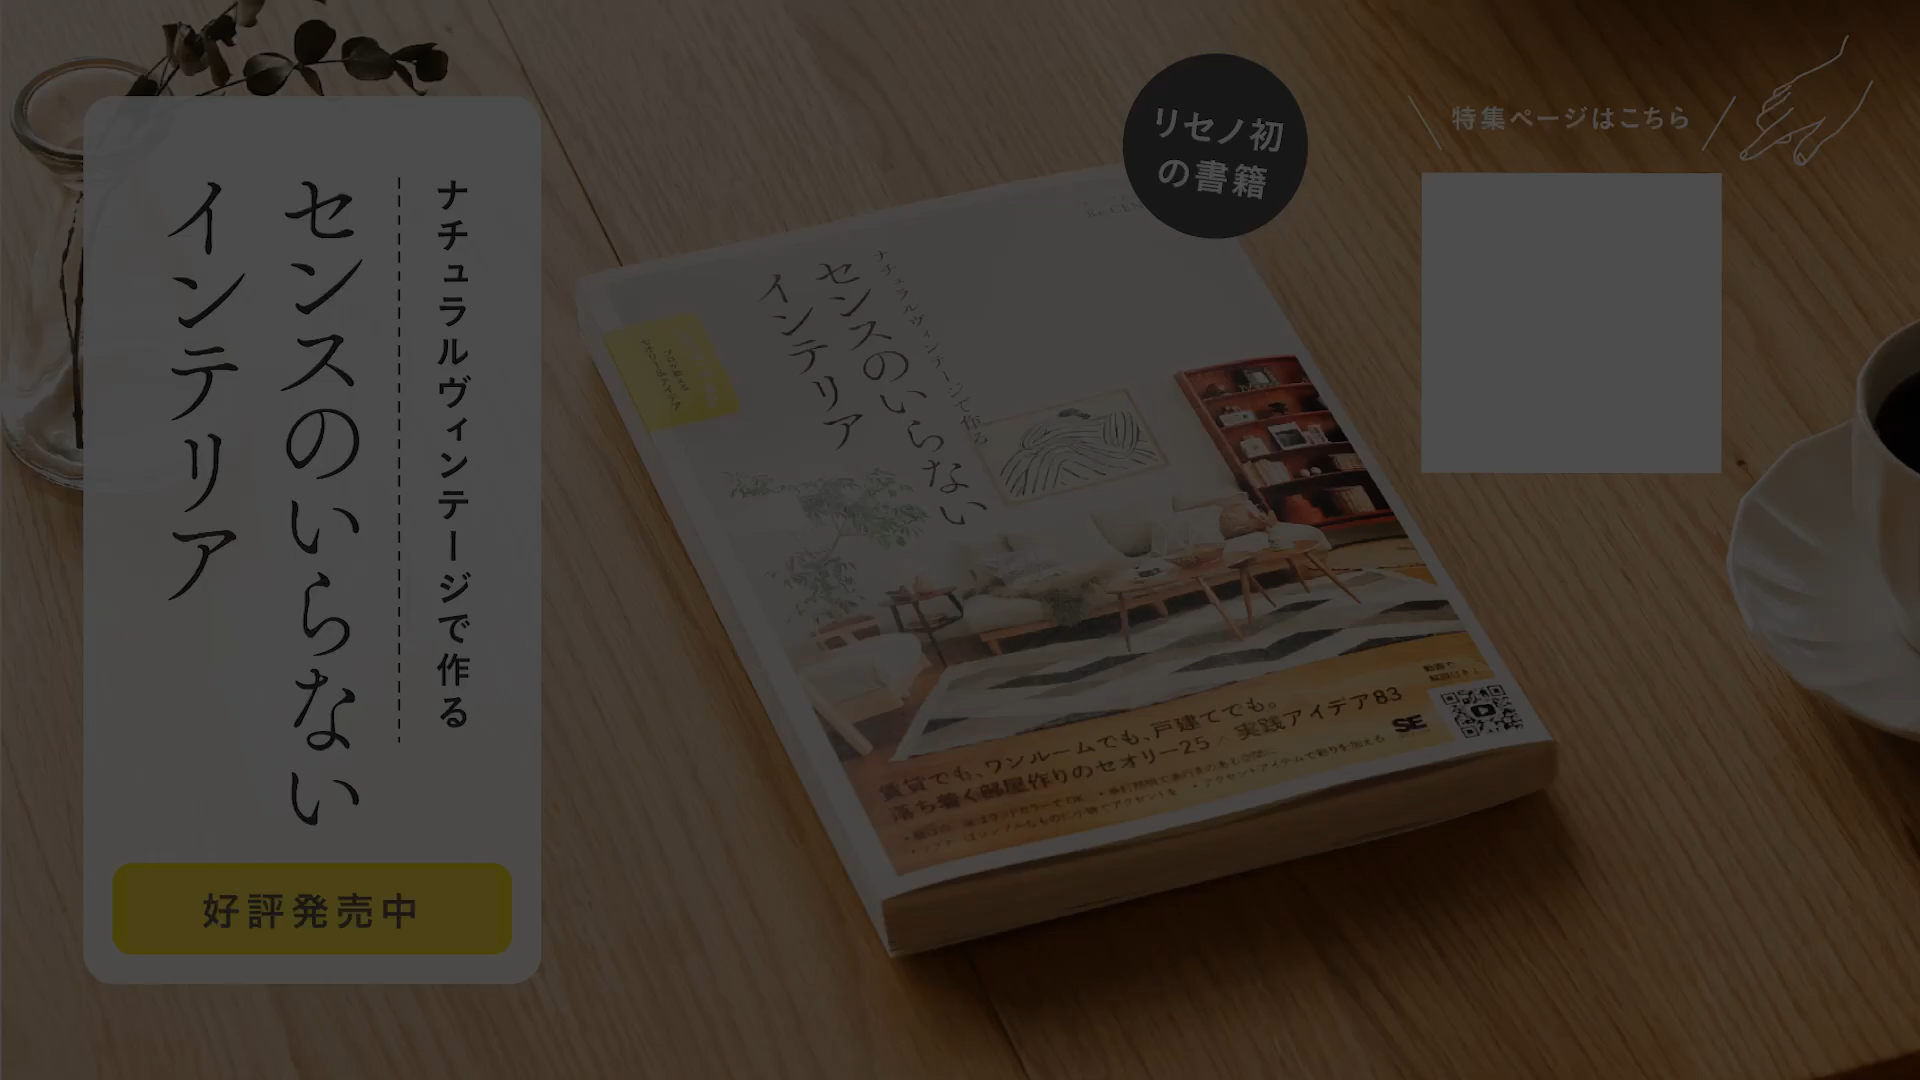 ナチュラルヴィンテージで作る
センスのいらない
インテリア
好評発売中
リセノ初
の書籍
特集ページはこちら
ナチュラルヴィンテージで作る
センスのいらない
インテリア
賃貸でも、ワンルームでも、戸建てでも。
落ち着く部屋作りのセオリー25/実践アイデア83
SE